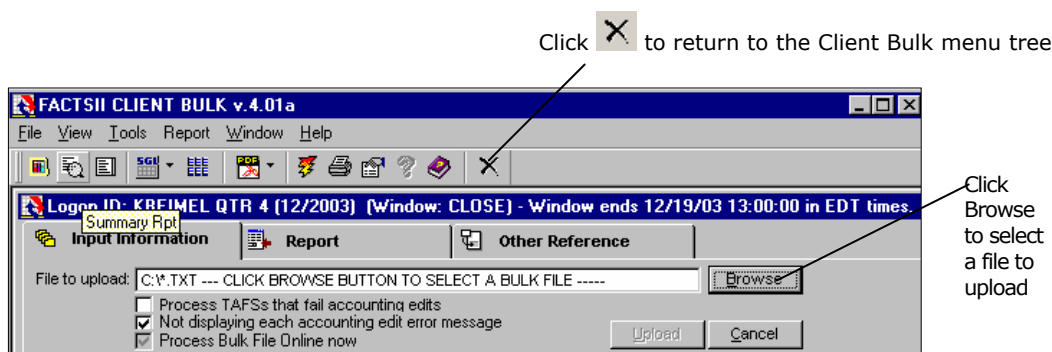 Click X to return to the Client Bulk menu tree
FACTSII CLIENT BULK v.4.01a
File View Tools Report Window Help
SGL PDF
Logon ID: KREIMEL QTR 4 (12/2003) (Window: CLOSE) - Window ends 12/19/03 13:00:00 in EDT times.
Summary Rpt
Input Information Report Other Reference
File to upload: C:\*.TXT --- CLICK BROWSE BUTTON TO SELECT A BULK FILE ----- Browse
Process TAFSs that fail accounting edits
Not displaying each accounting edit error message
Process Bulk File Online now
Upload Cancel
Click
Browse
to select
a file to
upload